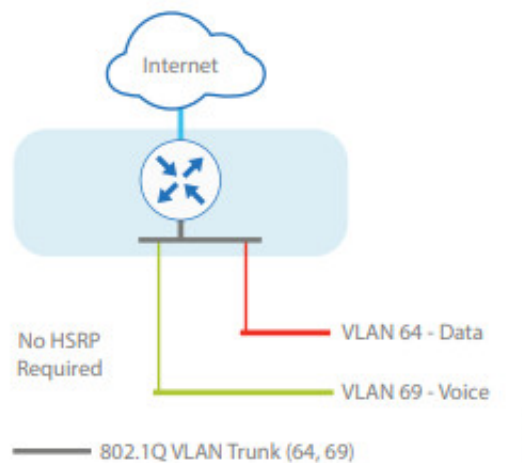 Internet
No HSRP
Required
VLAN 64 - Data
VLAN 69 - Voice
802.1Q VLAN Trunk (64, 69)